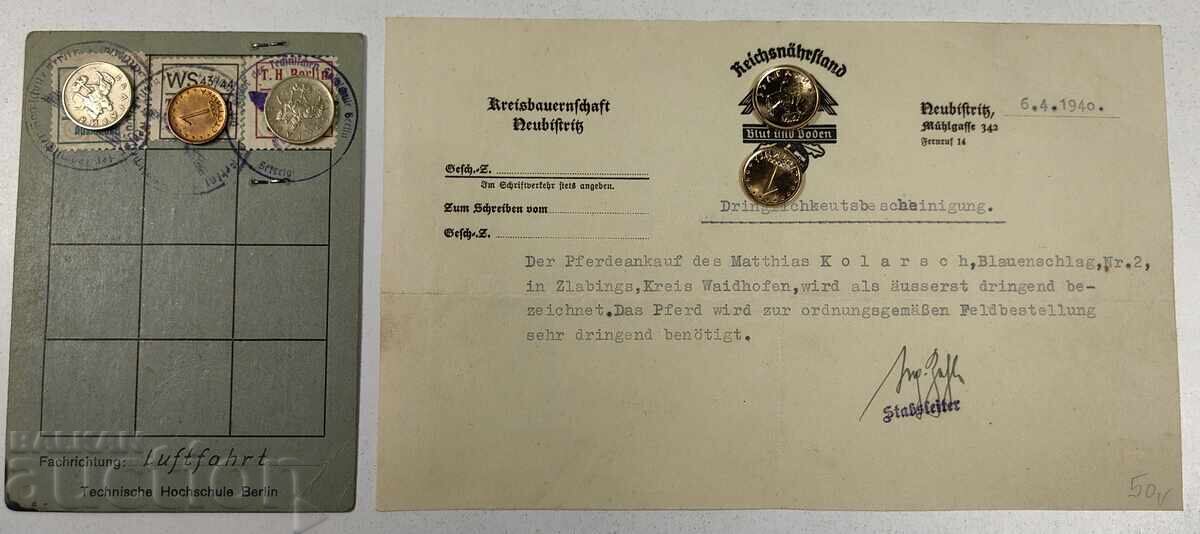 WS 43/44
T. H. Berlin
Fachrichtung: Luftfahrt
Technische Hochschule Berlin
BALKAN
auction
Reichsnährstand
Blut und Boden
Kreisbauernschaft
Neubistritz
Neubistritz, 6.4.1940.
Mühlgasse 342
Fernruf 14
Gesch.-Z.
Im Schriftverkehr stets angeben.
Zum Schreiben vom
Gesch.-Z.
Dringlichkeutsbescheinigung.
Der Pferdeankauf des Matthias K o l a r s c h, Blauenschlag, Nr.2,
in Zlabings, Kreis Waidhofen, wird als äusserst dringend be-
zeichnet. Das Pferd wird zur ordnungsgemäßen Feldbestellung
sehr dringend benötigt.
Stabsleiter
50